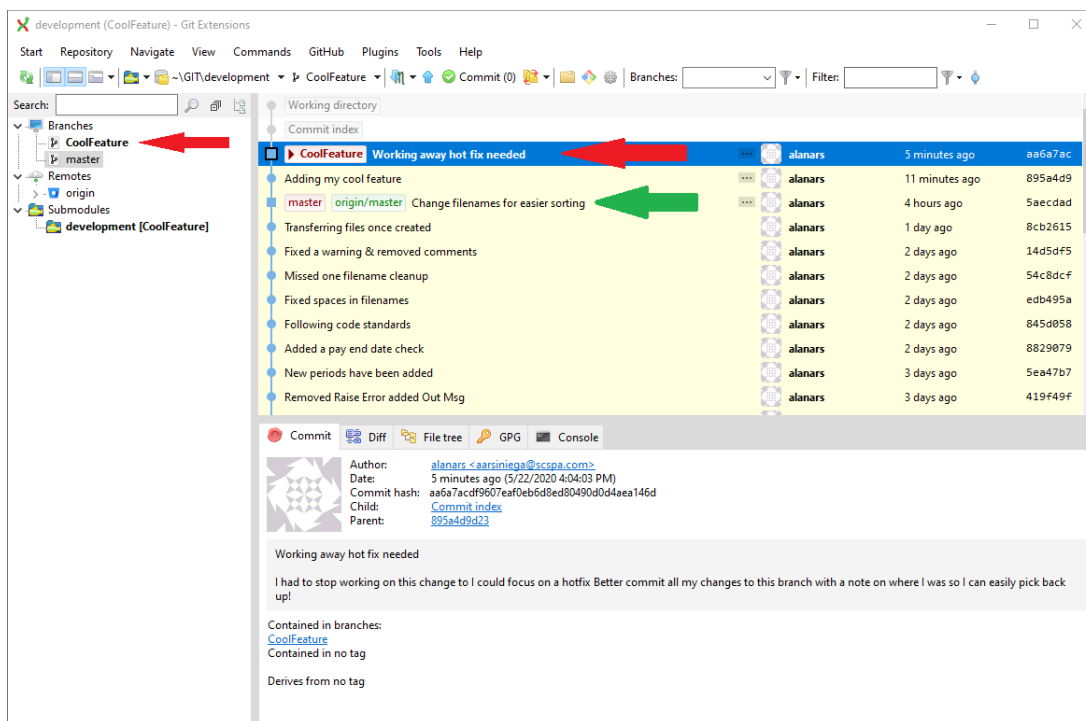 development (CoolFeature) - Git Extensions
Start Repository Navigate View Commands GitHub Plugins Tools Help
~\GIT\development CoolFeature Commit (0) Branches: Filter:
Search:
Branches
CoolFeature
master
Remotes
origin
Submodules
development [CoolFeature]
Working directory
Commit index
CoolFeature Working away hot fix needed alanars 5 minutes ago aa6a7ac
Adding my cool feature alanars 11 minutes ago 895a4d9
master origin/master Change filenames for easier sorting alanars 4 hours ago 5aecdad
Transferring files once created alanars 1 day ago 8cb2615
Fixed a warning & removed comments alanars 2 days ago 14d5df5
Missed one filename cleanup alanars 2 days ago 54c8dcf
Fixed spaces in filenames alanars 2 days ago edb495a
Following code standards alanars 2 days ago 845d058
Added a pay end date check alanars 2 days ago 8829079
New periods have been added alanars 3 days ago 5ea47b7
Removed Raise Error added Out Msg alanars 3 days ago 419f49f
Commit Diff File tree GPG Console
Author: alanars <aarsiniega@scspa.com>
Date: 5 minutes ago (5/22/2020 4:04:03 PM)
Commit hash: aa6a7acdf9607eaf0eb6d8ed80490d0d4aea146d
Child: Commit index
Parent: 895a4d9d23
Working away hot fix needed
I had to stop working on this change to I could focus on a hotfix Better commit all my changes to this branch with a note on where I was so I can easily pick back
up!
Contained in branches:
CoolFeature
Contained in no tag
Derives from no tag